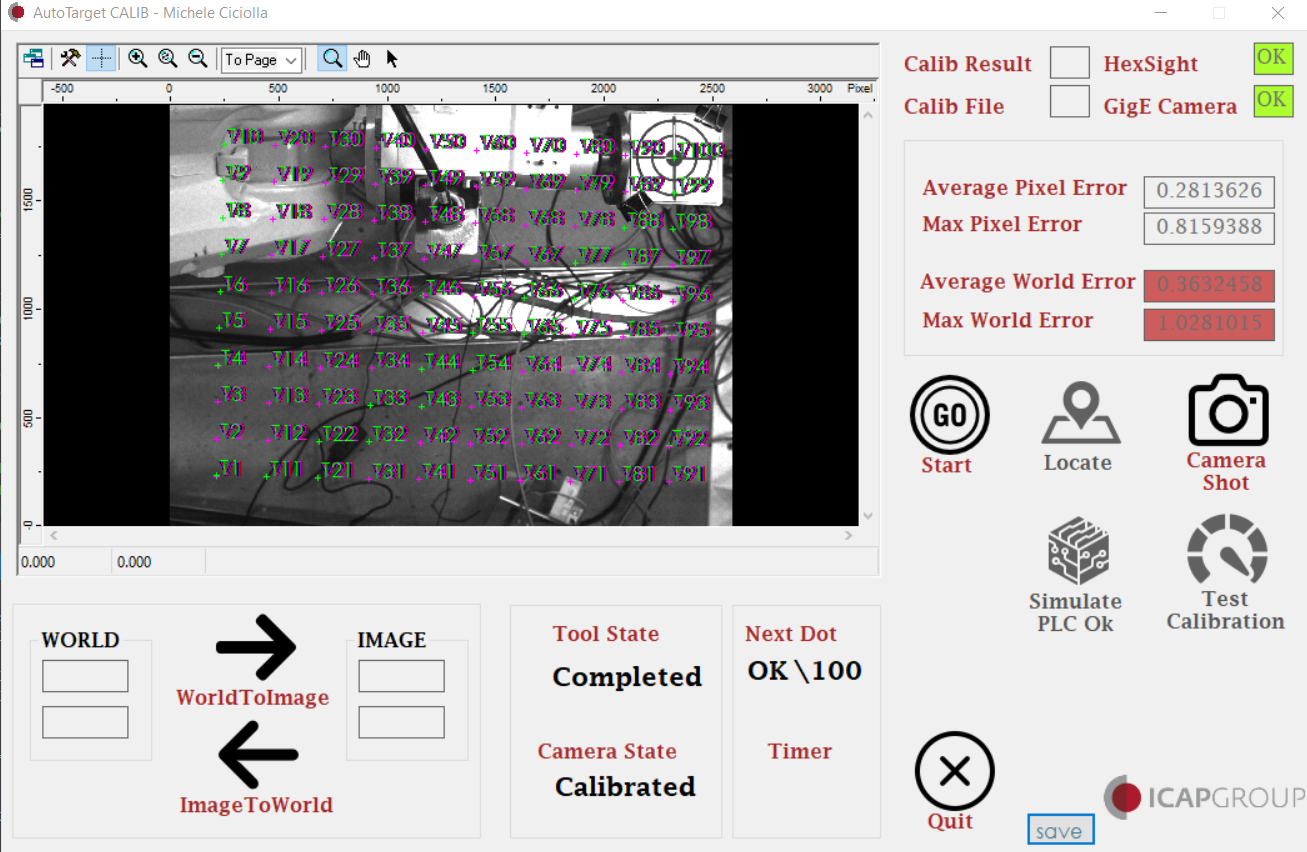 AutoTarget CALIB - Michele Ciciolla
To Page
-500 0 500 1000 1500 2000 2500 3000 Pixel
1500
1000
500
0
V10 V20 V30 V40 V50 V60 V70 V80 V90 V100
V9 V19 V29 V39 V49 V59 V69 V79 V89 V99
V8 V18 V28 V38 V48 V58 V68 V78 V88 V98
V7 V17 V27 V37 V47 V57 V67 V77 V87 V97
V6 V16 V26 V36 V46 V56 V66 V76 V86 V96
V5 V15 V25 V35 V45 V55 V65 V75 V85 V95
V4 V14 V24 V34 V44 V54 V64 V74 V84 V94
V3 V13 V23 V33 V43 V53 V63 V73 V83 V93
V2 V12 V22 V32 V42 V52 V62 V72 V82 V92
V1 V11 V21 V31 V41 V51 V61 V71 V81 V91
0.000 0.000
Calib Result HexSight OK
Calib File GigE Camera OK
Average Pixel Error 0.2813626
Max Pixel Error 0.8159388
Average World Error 0.3632458
Max World Error 1.0281015
GO
Start
Locate
Camera
Shot
Simulate
PLC Ok
Test
Calibration
WORLD
WorldToImage
IMAGE
ImageToWorld
Tool State
Completed
Camera State
Calibrated
Next Dot
OK \100
Timer
Quit
save
ICAPGROUP